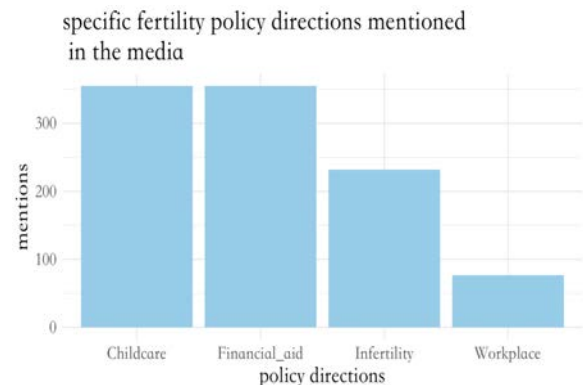 specific fertility policy directions mentioned
in the media
mentions
300
200
100
0
Childcare Financial_aid Infertility Workplace
policy directions